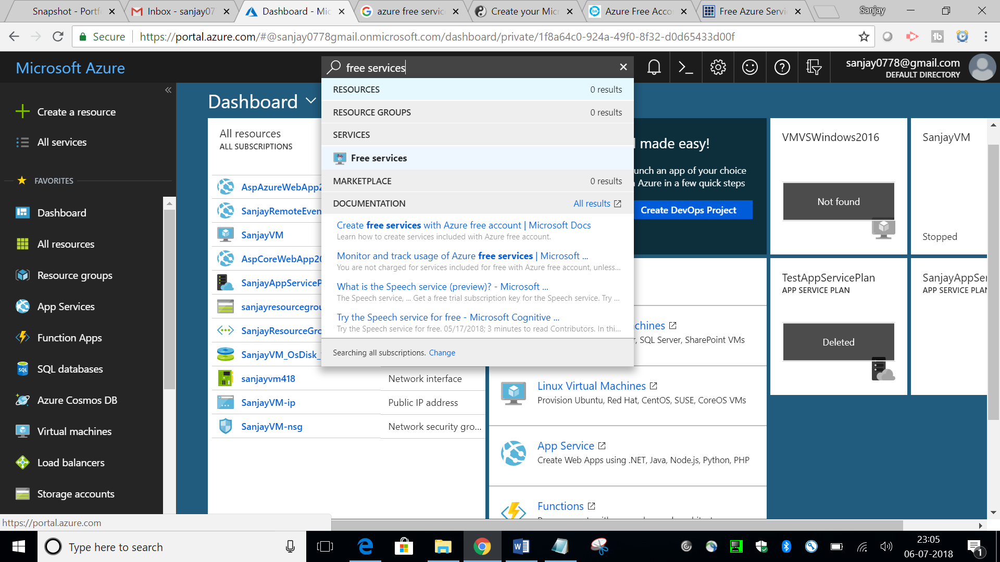 Snapshot - Portf
Inbox - sanjay07
Dashboard - Mic
azure free servic
Create your Micr
Azure Free Acco
Free Azure Servi
Sanjay
Secure
https://portal.azure.com/#@sanjay0778gmail.onmicrosoft.com/dashboard/private/1f8a64c0-924a-49f0-8f32-d0d65433d00f
Microsoft Azure
free services
sanjay0778@gmail.com
DEFAULT DIRECTORY
Create a resource
All services
FAVORITES
Dashboard
All resources
Resource groups
App Services
Function Apps
SQL databases
Azure Cosmos DB
Virtual machines
Load balancers
Storage accounts
https://portal.azure.com
Dashboard
All resources
ALL SUBSCRIPTIONS
AspAzureWebApp2
SanjayRemoteEven
SanjayVM
AspCoreWebApp20
SanjayAppServiceP
sanjayresourcegrou
SanjayResourceGro
SanjayVM_OsDisk_
sanjayvm418 Network interface
SanjayVM-ip Public IP address
SanjayVM-nsg Network security gro...
RESOURCES 0 results
RESOURCE GROUPS 0 results
SERVICES
Free services
MARKETPLACE 0 results
DOCUMENTATION All results
Create free services with Azure free account | Microsoft Docs
Learn how to create services included with Azure free account.
Monitor and track usage of Azure free services | Microsoft ...
You are not charged for services included for free with Azure free account, unless...
What is the Speech service (preview)? - Microsoft ...
The Speech service, ... Get a free trial subscription key for the Speech service. Try ...
Try the Speech service for free - Microsoft Cognitive ...
Try the Speech service for free. 05/17/2018; 3 minutes to read Contributors. In thi...
Searching all subscriptions. Change
made easy!
unch an app of your choice
Azure in a few quick steps
Create DevOps Project
chines
, SQL Server, SharePoint VMs
Linux Virtual Machines
Provision Ubuntu, Red Hat, CentOS, SUSE, CoreOS VMs
App Service
Create Web Apps using .NET, Java, Node.js, Python, PHP
Functions
VMVSWindows2016
Not found
SanjayVM
Stopped
TestAppServicePlan
APP SERVICE PLAN
Deleted
SanjayAppSer
APP SERVICE PLAN
Type here to search
23:05
06-07-2018
1